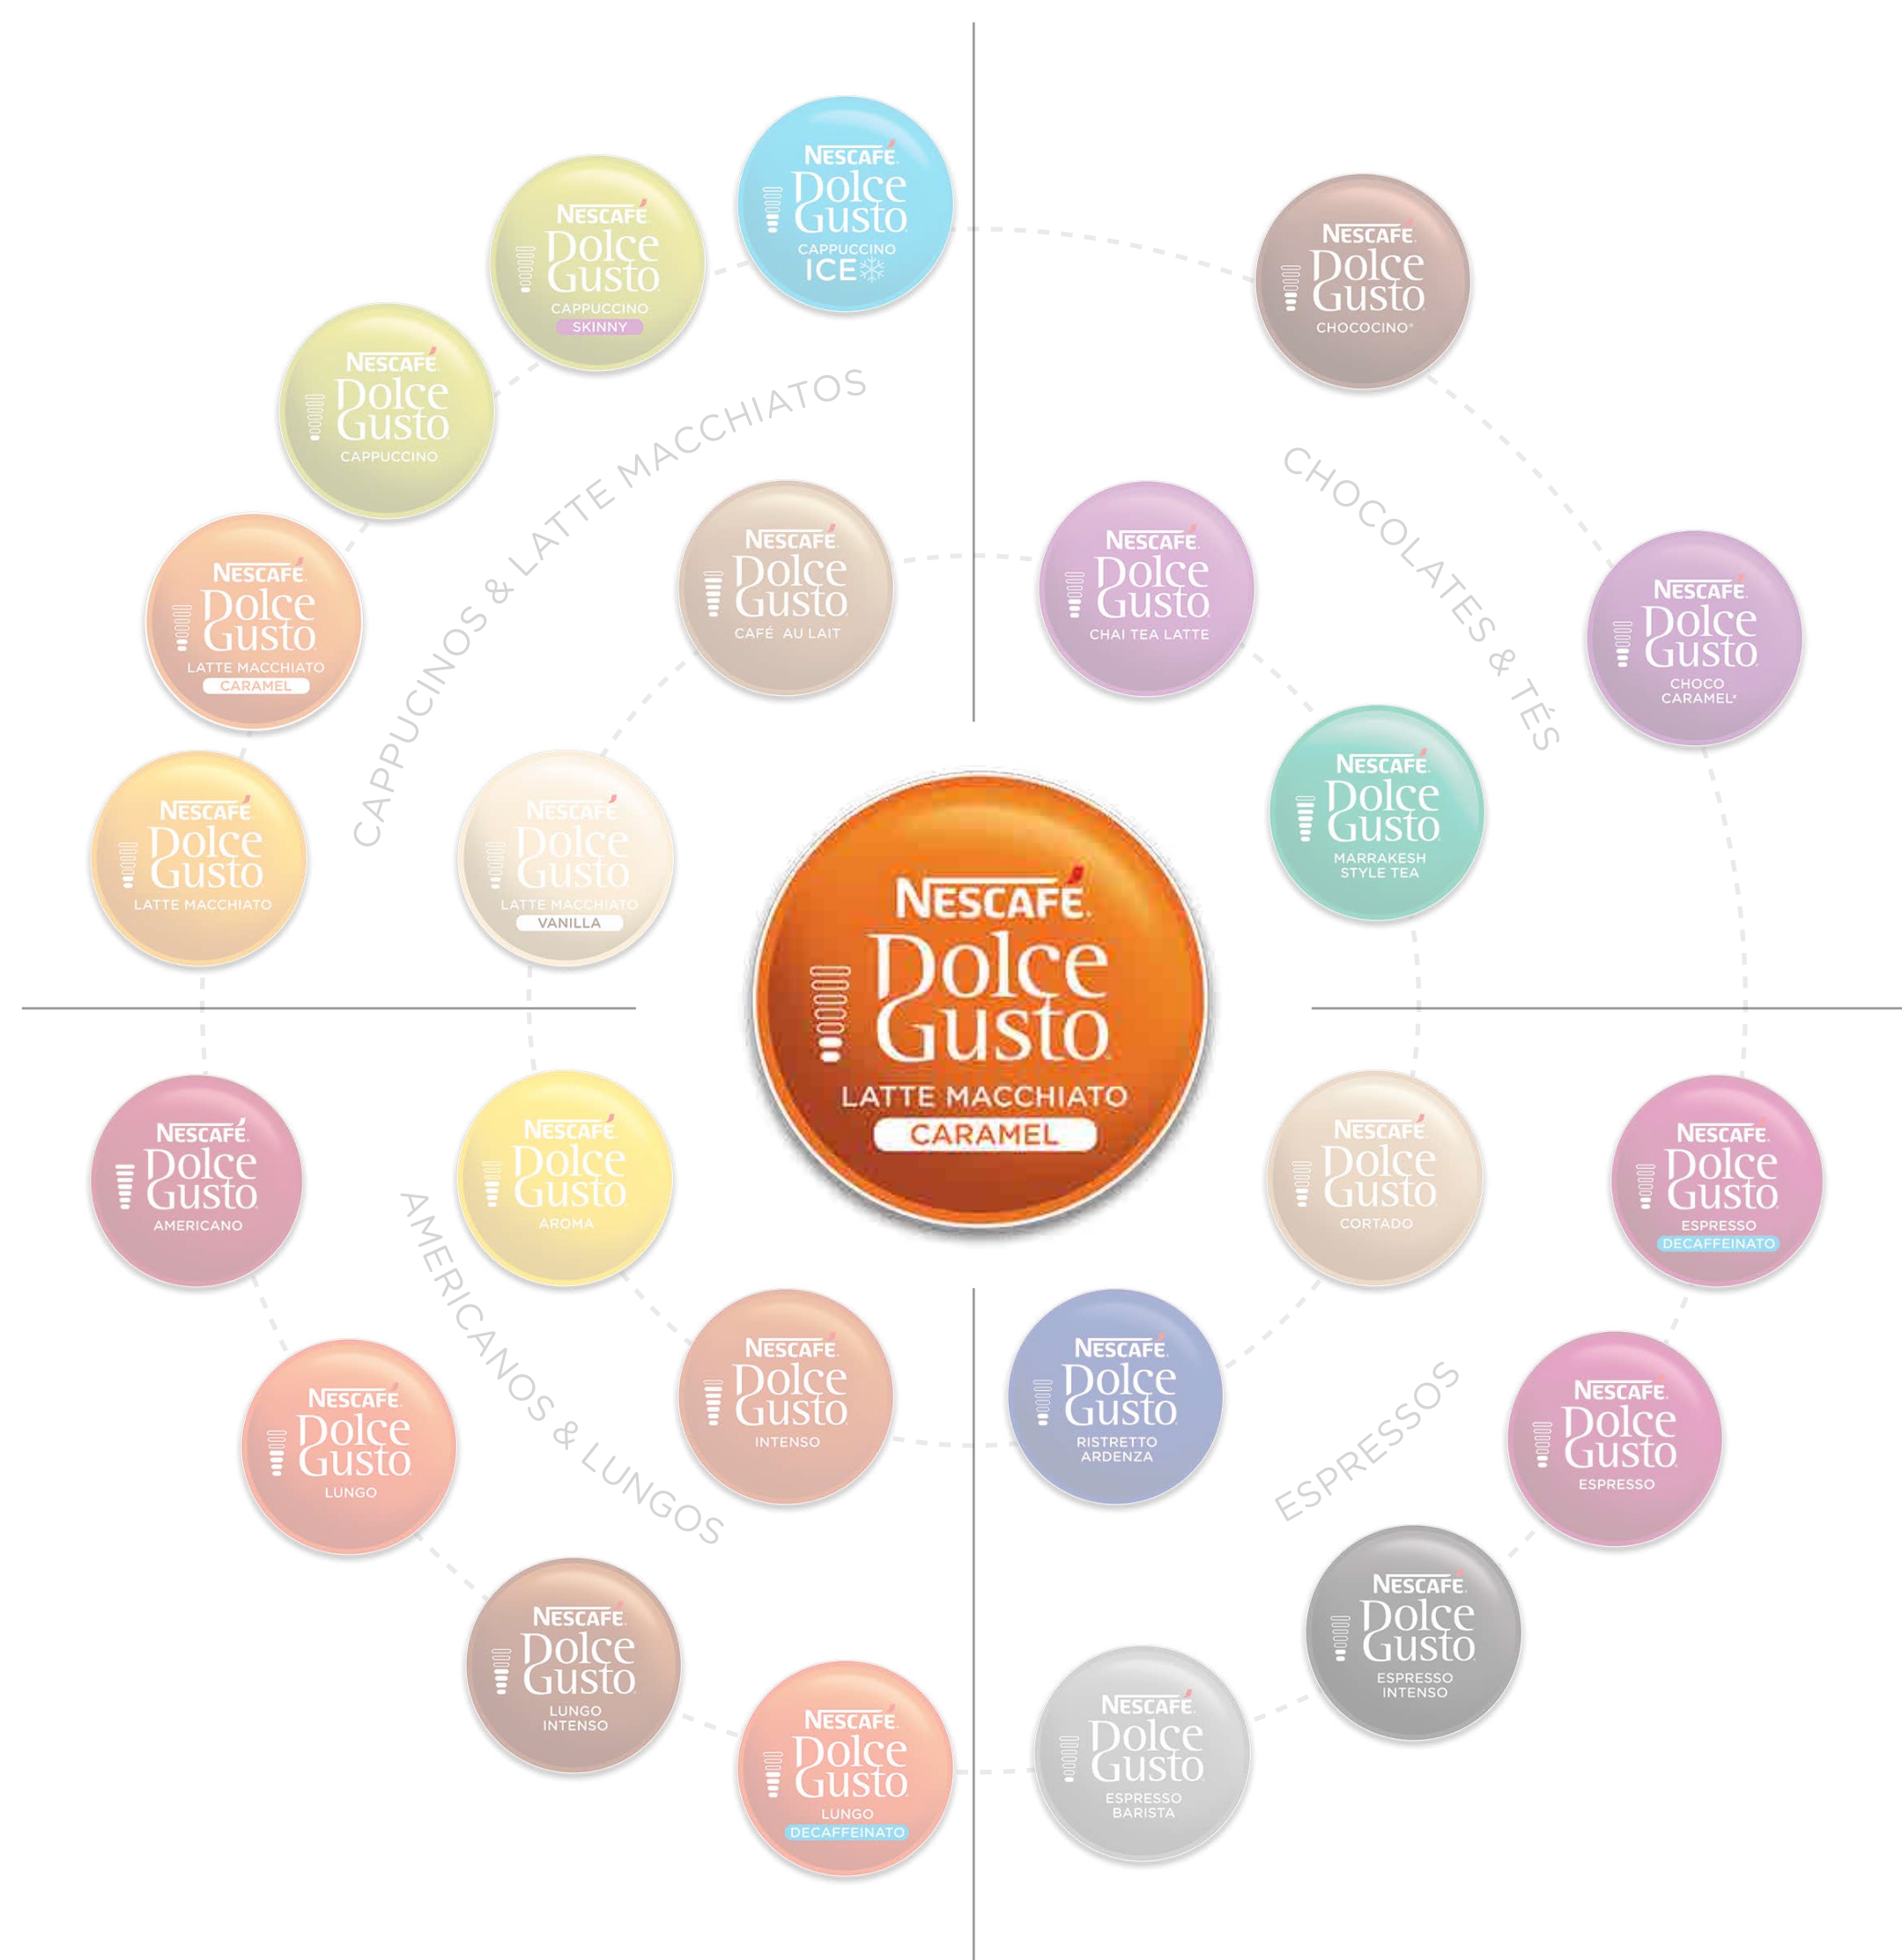 NESCAFÉ.
Dolce
Gusto
CAPPUCCINO
ICE
NESCAFÉ.
Dolce
Gusto
CAPPUCCINO
SKINNY
NESCAFÉ.
Dolce
Gusto
CAPPUCCINO
NESCAFÉ.
Dolce
Gusto
LATTE MACCHIATO
CARAMEL
NESCAFÉ.
Dolce
Gusto
LATTE MACCHIATO
CAPPUCINOS & LATTE MACCHIATOS
NESCAFÉ.
Dolce
Gusto
CAFÉ AU LAIT
NESCAFÉ.
Dolce
Gusto
LATTE MACCHIATO
VANILLA
NESCAFÉ.
Dolce
Gusto
CHOCOCINO®
NESCAFÉ.
Dolce
Gusto
CHOCO
CARAMEL*
CHOCOLATES & TÉS
NESCAFÉ.
Dolce
Gusto
CHAI TEA LATTE
NESCAFÉ.
Dolce
Gusto
MARRAKESH
STYLE TEA
NESCAFÉ.
Dolce
Gusto
LATTE MACCHIATO
CARAMEL
NESCAFÉ.
Dolce
Gusto
AMERICANO
NESCAFÉ.
Dolce
Gusto
AROMA
NESCAFÉ.
Dolce
Gusto
INTENSO
AMERICANOS & LUNGOS
NESCAFÉ.
Dolce
Gusto
LUNGO
NESCAFÉ.
Dolce
Gusto
LUNGO
INTENSO
NESCAFÉ.
Dolce
Gusto
LUNGO
DECAFFEINATO
NESCAFÉ.
Dolce
Gusto
CORTADO
NESCAFÉ.
Dolce
Gusto
ESPRESSO
DECAFFEINATO
NESCAFÉ.
Dolce
Gusto
RISTRETTO
ARDENZA
ESPRESSOS
NESCAFÉ.
Dolce
Gusto
ESPRESSO
NESCAFÉ.
Dolce
Gusto
ESPRESSO
INTENSO
NESCAFÉ.
Dolce
Gusto
ESPRESSO
BARISTA